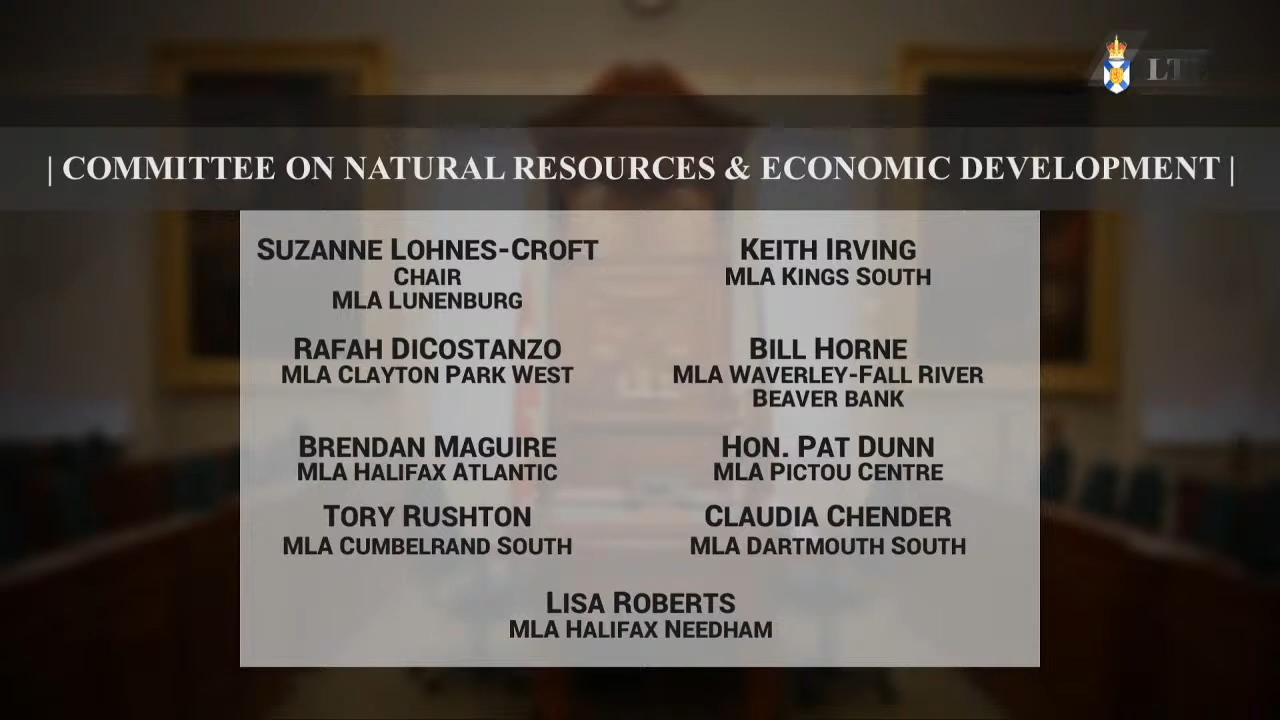 LT
| COMMITTEE ON NATURAL RESOURCES & ECONOMIC DEVELOPMENT |
SUZANNE LOHNES-CROFT
CHAIR
MLA LUNENBURG
KEITH IRVING
MLA KINGS SOUTH
RAFAH DICOSTANZO
MLA CLAYTON PARK WEST
BILL HORNE
MLA WAVERLEY-FALL RIVER
BEAVER BANK
BRENDAN MAGUIRE
MLA HALIFAX ATLANTIC
HON. PAT DUNN
MLA PICTOU CENTRE
TORY RUSHTON
MLA CUMBELRAND SOUTH
CLAUDIA CHENDER
MLA DARTMOUTH SOUTH
LISA ROBERTS
MLA HALIFAX NEEDHAM